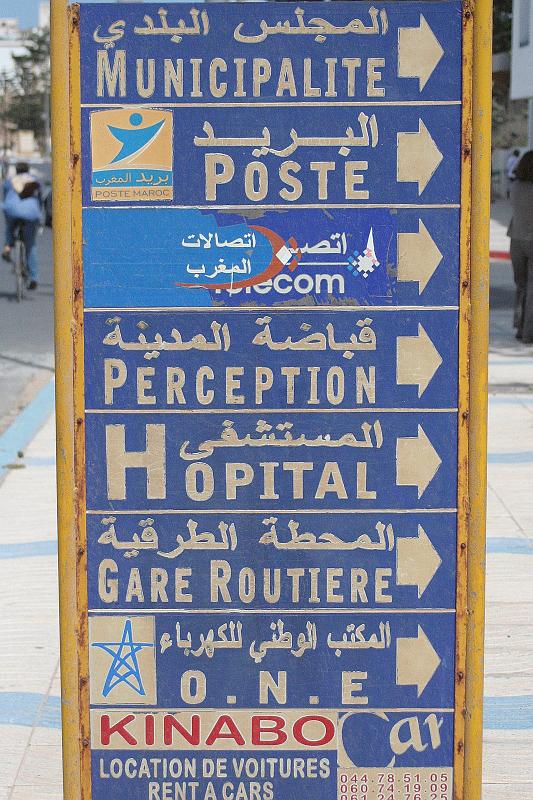 المجلس البلدي
MUNICIPALITE
البريد
بريد المغرب
POSTE MAROC
POSTE
اتصالات
المغرب
lecom
قباضة المدينة
PERCEPTION
المستشفى
HOPITAL
المحطة الطرقية
GARE ROUTIERE
المكتب الوطني للكهرباء
O.N.E
KINABO Car
LOCATION DE VOITURES
RENT A CARS
044.78.51.05
060.74.19.09